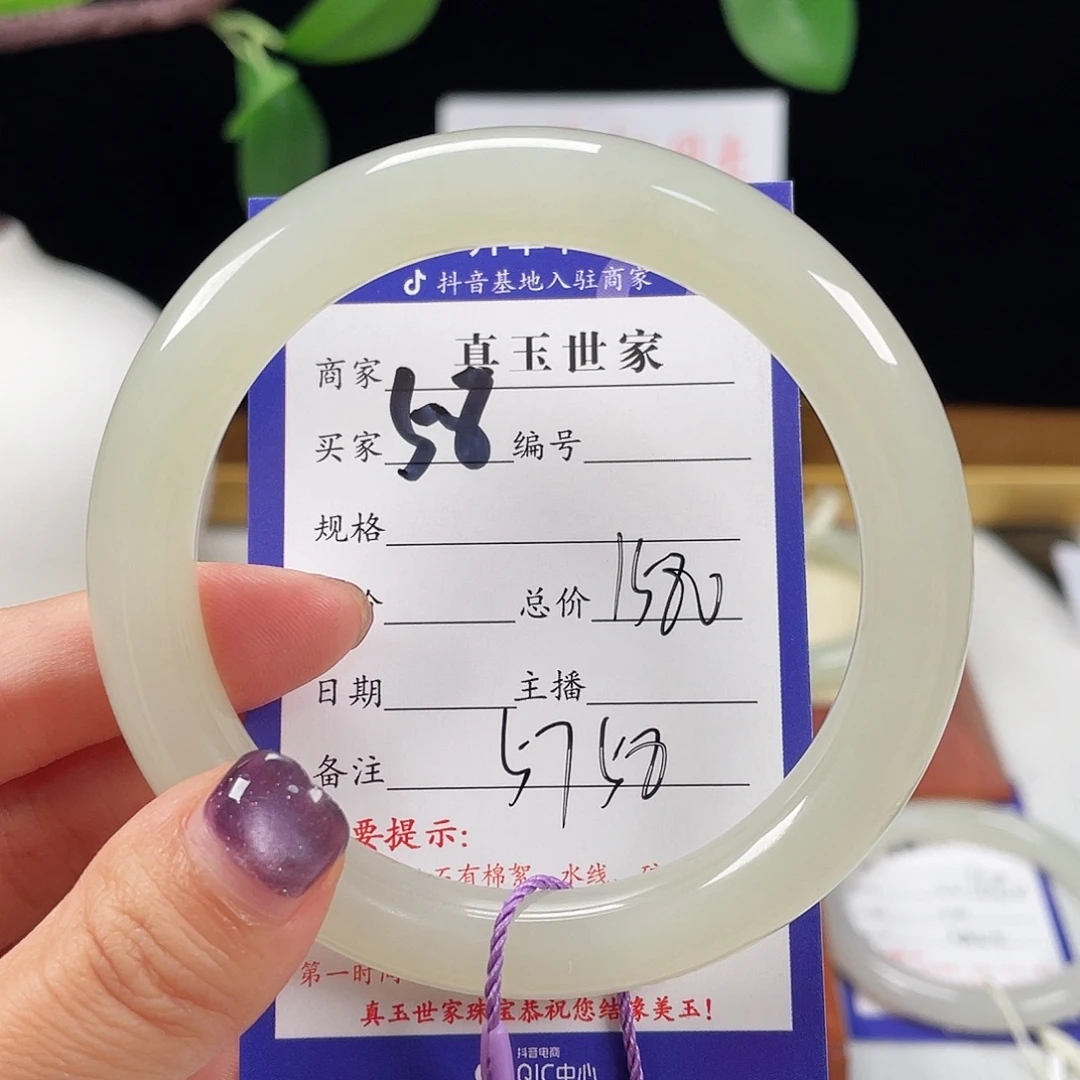 抖音基地入驻商家
商家 真玉世家
买家 58 编号
规格
总价 1580
日期 主播
备注 57 58
要提示:
有棉絮、水线、
第一时间
真玉世家珠宝恭祝您结缘美玉!
抖音电商
QIC中心